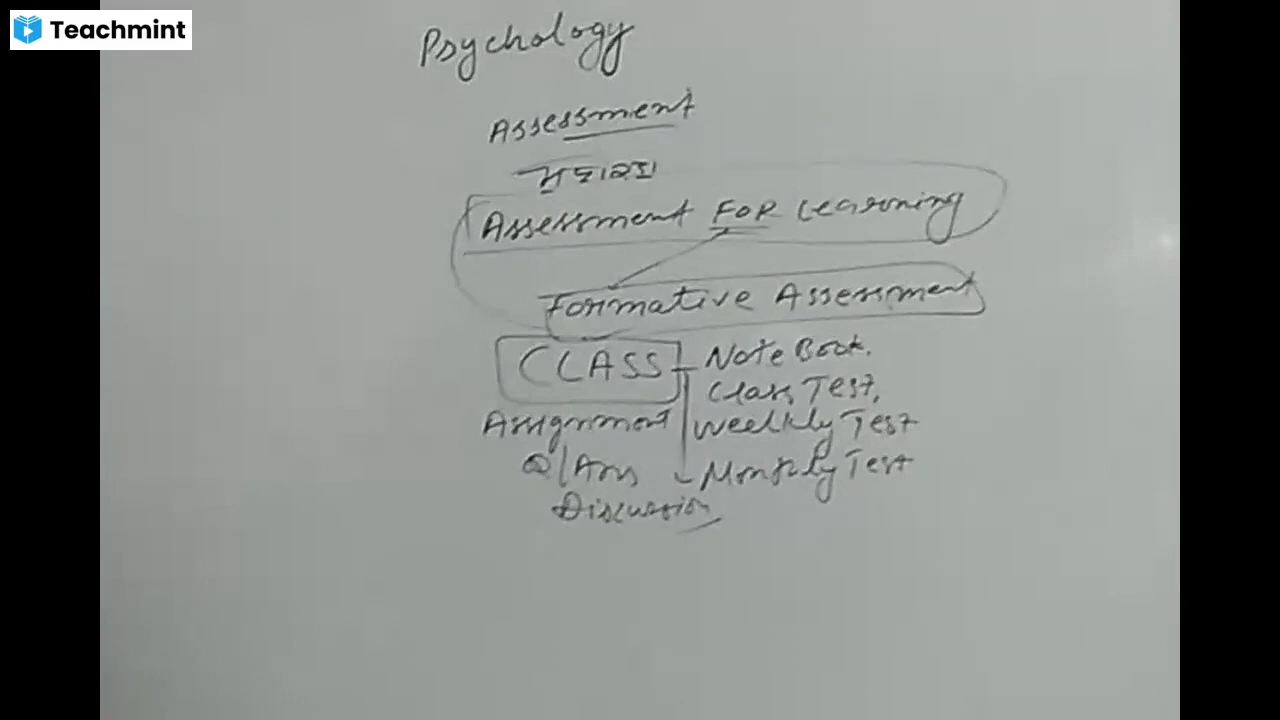 Teachmint
Psychology
Assessment
Assessment FOR Learning
Formative Assessment
CLASS Note Book.
Class Test,
Assignment Weekly Test
Q/Ans Monthly Test
Discussion